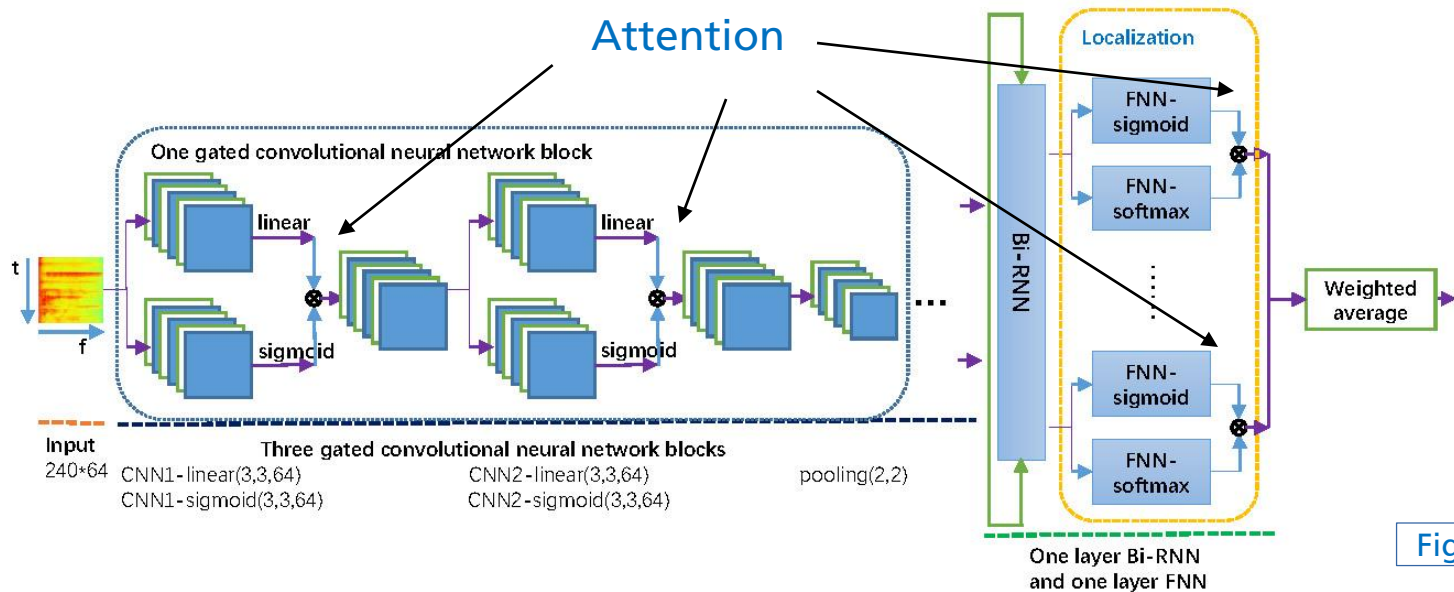 Attention
Localization
One gated convolutional neural network block
linear
linear
sigmoid
sigmoid
t
f
Bi-RNN
FNN-
sigmoid
FNN-
softmax
......
FNN-
sigmoid
FNN-
softmax
...
Weighted
average
Input
240*64
Three gated convolutional neural network blocks
CNN1-linear(3,3,64)
CNN1-sigmoid(3,3,64)
CNN2-linear(3,3,64)
CNN2-sigmoid(3,3,64)
pooling(2,2)
One layer Bi-RNN
and one layer FNN
Fig